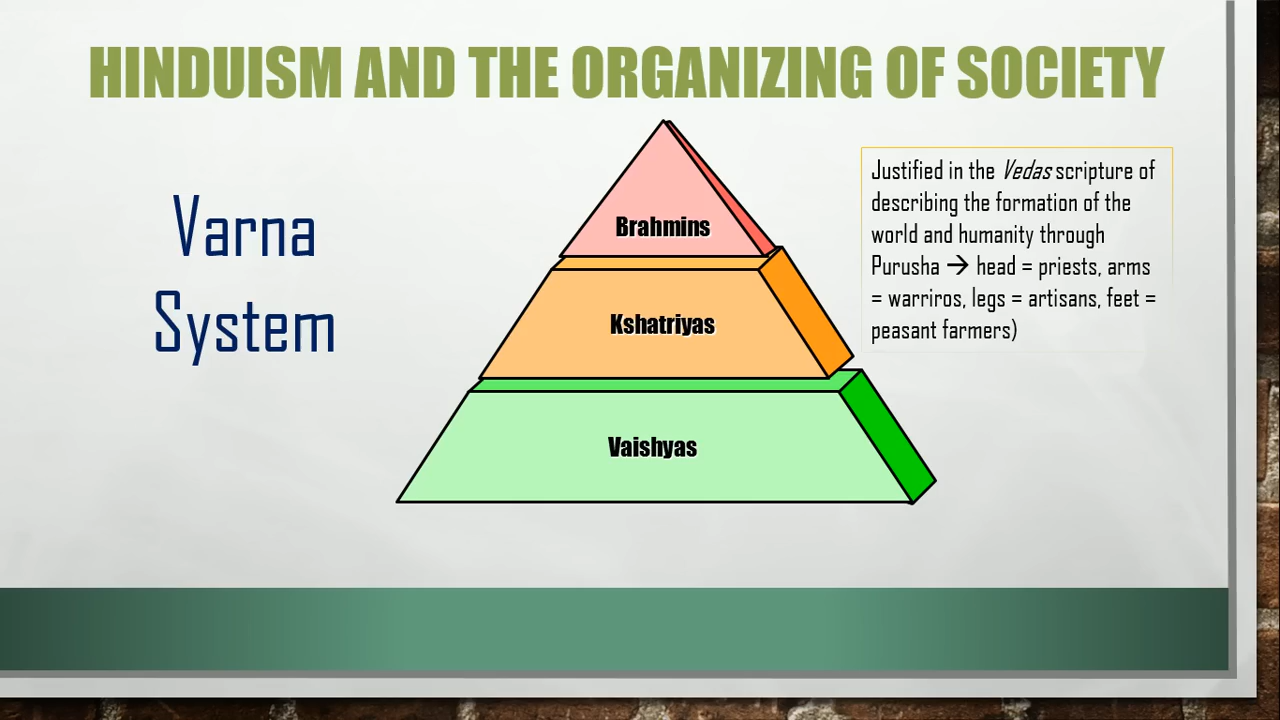 HINDUISM AND THE ORGANIZING OF SOCIETY
Varna
System
Brahmins
Kshatriyas
Vaishyas
Justified in the Vedas scripture of
describing the formation of the
world and humanity through
Purusha → head = priests, arms
= warriros, legs = artisans, feet =
peasant farmers)